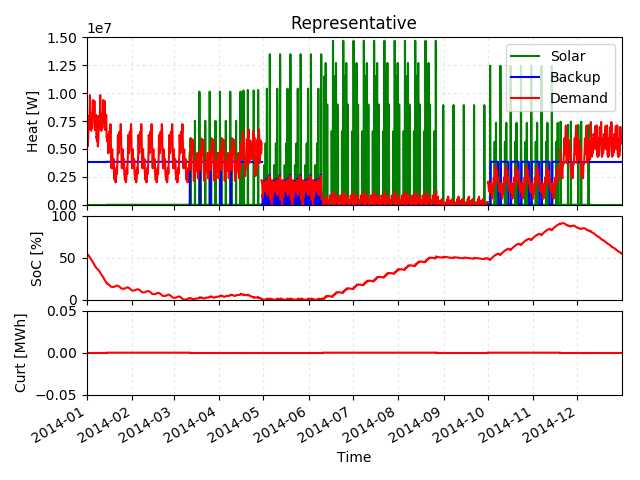 Representative
1e7
1.50
1.25
1.00
0.75
0.50
0.25
0.00
Heat [W]
Solar
Backup
Demand
100
50
0
SoC [%]
0.05
0.00
−0.05
Curt [MWh]
2014-01
2014-02
2014-03
2014-04
2014-05
2014-06
2014-07
2014-08
2014-09
2014-10
2014-11
2014-12
Time